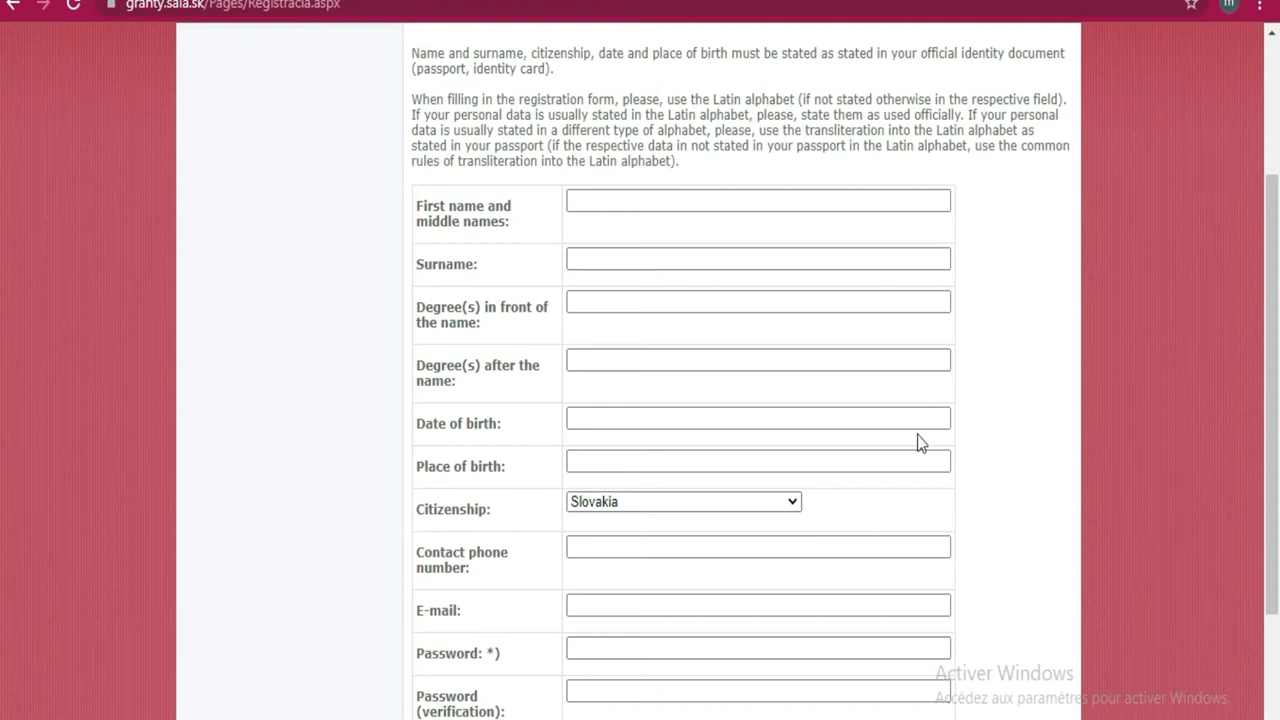 granty.saia.sk/Pages/Registracia.aspx
m
Name and surname, citizenship, date and place of birth must be stated as stated in your official identity document
(passport, identity card).
When filling in the registration form, please, use the Latin alphabet (if not stated otherwise in the respective field).
If your personal data is usually stated in the Latin alphabet, please, state them as used officially. If your personal
data is usually stated in a different type of alphabet, please, use the transliteration into the Latin alphabet as
stated in your passport (if the respective data in not stated in your passport in the Latin alphabet, use the common
rules of transliteration into the Latin alphabet).
First name and
middle names:
Surname:
Degree(s) in front of
the name:
Degree(s) after the
name:
Date of birth:
Place of birth:
Citizenship:
Slovakia
Contact phone
number:
E-mail:
Password: *)
Password
(verification):
Activer Windows
Accédez aux paramètres pour activer Windows.